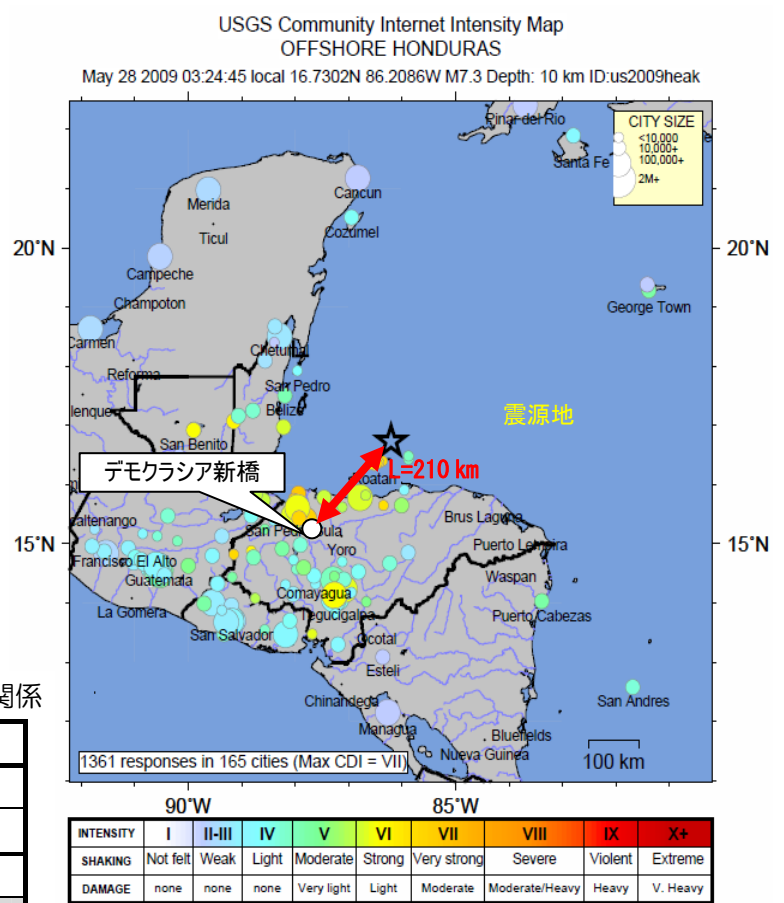 USGS Community Internet Intensity Map
OFFSHORE HONDURAS
May 28 2009 03:24:45 local 16.7302N 86.2086W M7.3 Depth: 10 km ID:us2009heak
CITY SIZE
<10,000
10,000+
100,000+
2M+
Pinar del Rio
Santa Fe
Cancun
Merida
Cozumel
Ticul
20˚N
20˚N
Campeche
Champoton
George Town
Carmen
Chetumal
Reforma
San Pedro
lenque
Belize
震源地
San Benito
L=210 km
デモクラシア新橋
Roatan
altenango
Brus Laguna
San Pedro Sula
15˚N
15˚N
Puerto Lempira
Yoro
Francisco El Alto
Waspan
Guatemala
Comayagua
La Gomera
Tegucigalpa
Puerto Cabezas
San Salvador
Ocotal
Esteli
関係
Chinandega
San Andres
Managua
Bluefields
Nueva Guinea
100 km
1361 responses in 165 cities (Max CDI = VII)
90˚W
85˚W
INTENSITY I II-III IV V VI VII VIII IX X+
SHAKING Not felt Weak Light Moderate Strong Very strong Severe Violent Extreme
DAMAGE none none none Very light Light Moderate Moderate/Heavy Heavy V. Heavy